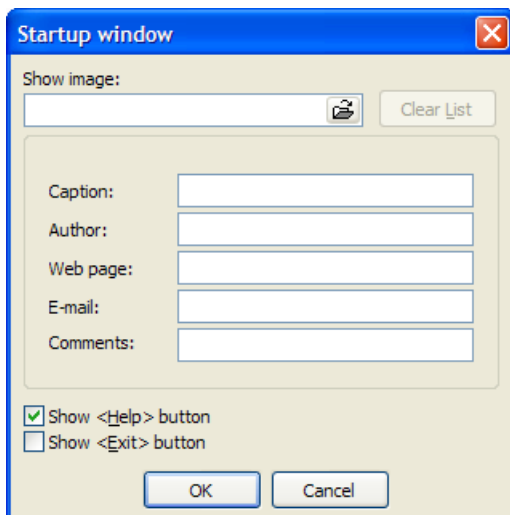 Startup window
Show image:
Clear List
Caption:
Author:
Web page:
E-mail:
Comments:
Show <Help> button
Show <Exit> button
OK Cancel